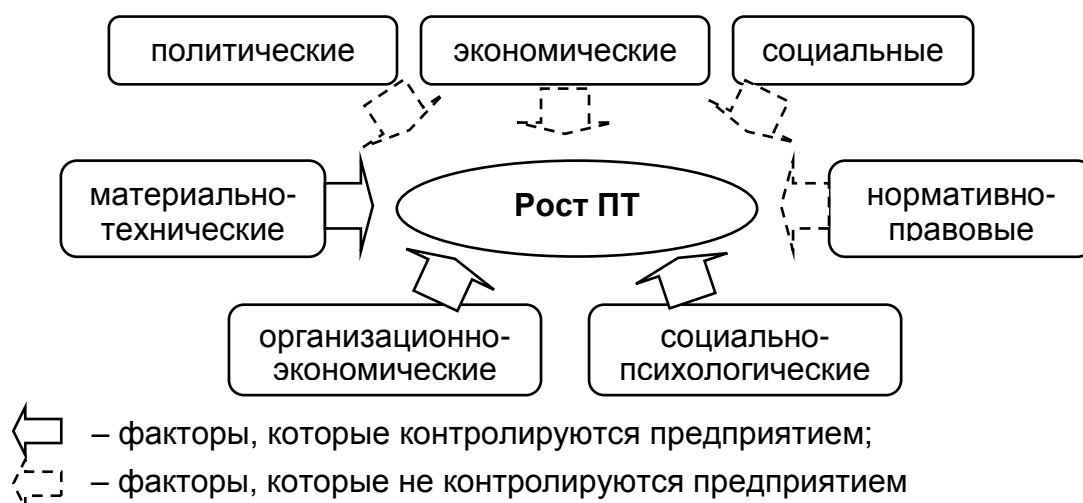 политические
экономические
социальные
материально-
технические
Рост ПТ
нормативно-
правовые
организационно-
экономические
социально-
психологические
– факторы, которые контролируются предприятием;
– факторы, которые не контролируются предприятием